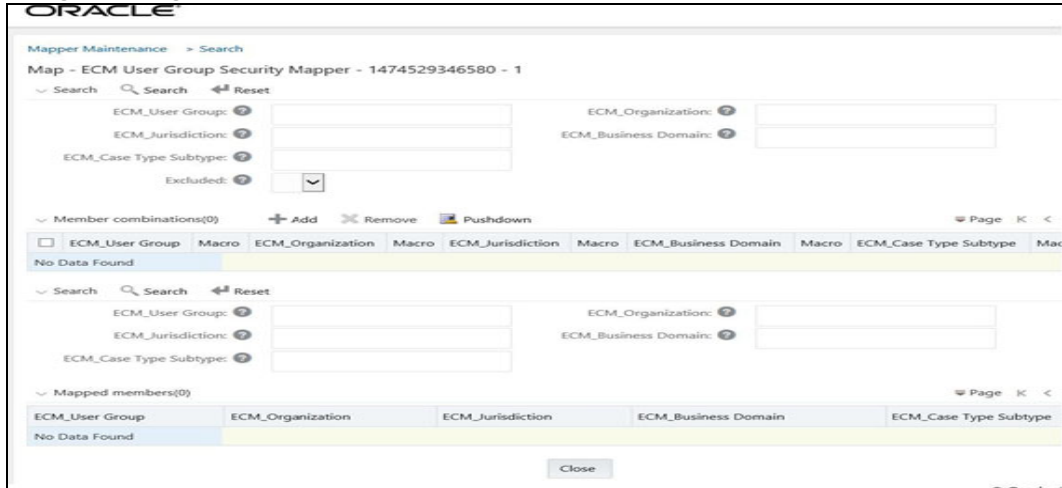 ORACLE
Mapper Maintenance > Search
Map - ECM User Group Security Mapper - 1474529346580 - 1
Search Search Reset
ECM_User Group: ECM_Organization:
ECM_Jurisdiction: ECM_Business Domain:
ECM_Case Type Subtype:
Excluded:
Member combinations(0) Add Remove Pushdown Page
ECM_User Group Macro ECM_Organization Macro ECM_Jurisdiction Macro ECM_Business Domain Macro ECM_Case Type Subtype Mac
No Data Found
Search Search Reset
ECM_User Group: ECM_Organization:
ECM_Jurisdiction: ECM_Business Domain:
ECM_Case Type Subtype:
Mapped members(0) Page
ECM_User Group ECM_Organization ECM_Jurisdiction ECM_Business Domain ECM_Case Type Subtype
No Data Found
Close